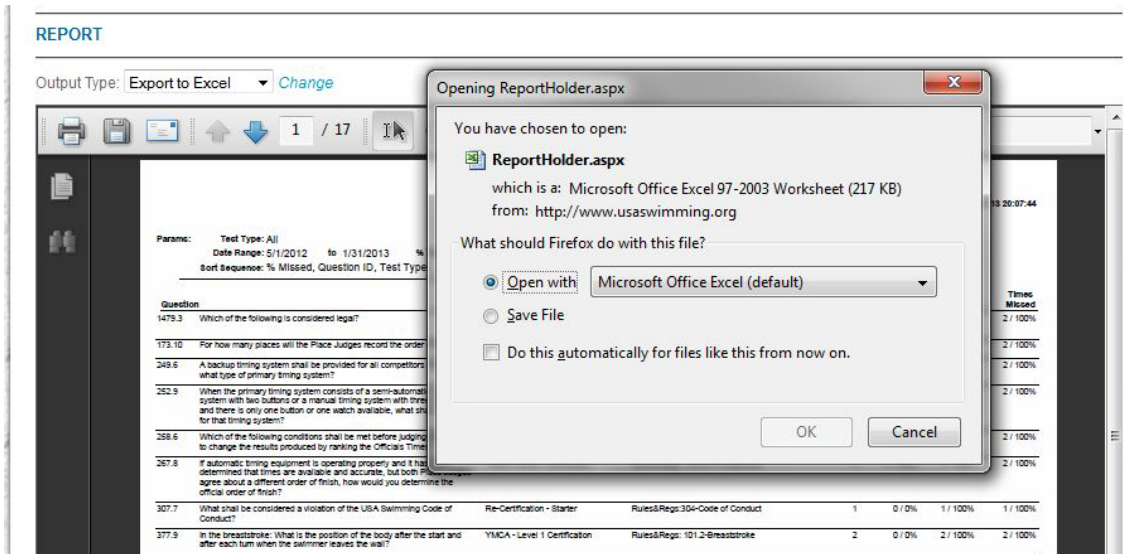 REPORT
Output Type: Export to Excel Change
Opening ReportHolder.aspx
1 / 17
You have chosen to open:
ReportHolder.aspx
which is a: Microsoft Office Excel 97-2003 Worksheet (217 KB)
from: http://www.usaswimming.org
What should Firefox do with this file?
Open with Microsoft Office Excel (default)
Save File
Do this automatically for files like this from now on.
OK Cancel
13 20:07:44
Params: Test Type: All
Date Range: 5/1/2012 to 1/31/2013 %
Sort Sequence: % Missed, Question ID, Test Type
Question
Times
Missed
1479.3 Which of the following is considered legal? 2 / 100%
173.10 For how many places will the Place Judges record the order 2 / 100%
249.6 A backup timing system shall be provided for all competitors 2 / 100%
what type of primary timing system?
252.9 When the primary timing system consists of a semi-automati 2 / 100%
system with two buttons or a manual timing system with thre
and there is only one button or one watch available, what sh
for that timing system?
258.6 Which of the following conditions shall be met before judging 2 / 100%
to change the results produced by ranking the Officials Time
267.8 If automatic timing equipment is operating properly and it has 2 / 100%
determined that times are available and accurate, but both
agree about a different order of finish, how would you determine the
official order of finish?
307.7 What shall be considered a violation of the USA Swimming Code of Re-Certification - Starter Rules&Regs:304-Code of Conduct 1 0 / 0% 1 / 100% 1 / 100%
Conduct?
377.9 In the breaststroke: What is the position of the body after the start and YMCA - Level 1 Certification Rules&Regs: 101.2-Breaststroke 2 0 / 0% 2 / 100% 2 / 100%
after each turn when the swimmer leaves the wall?